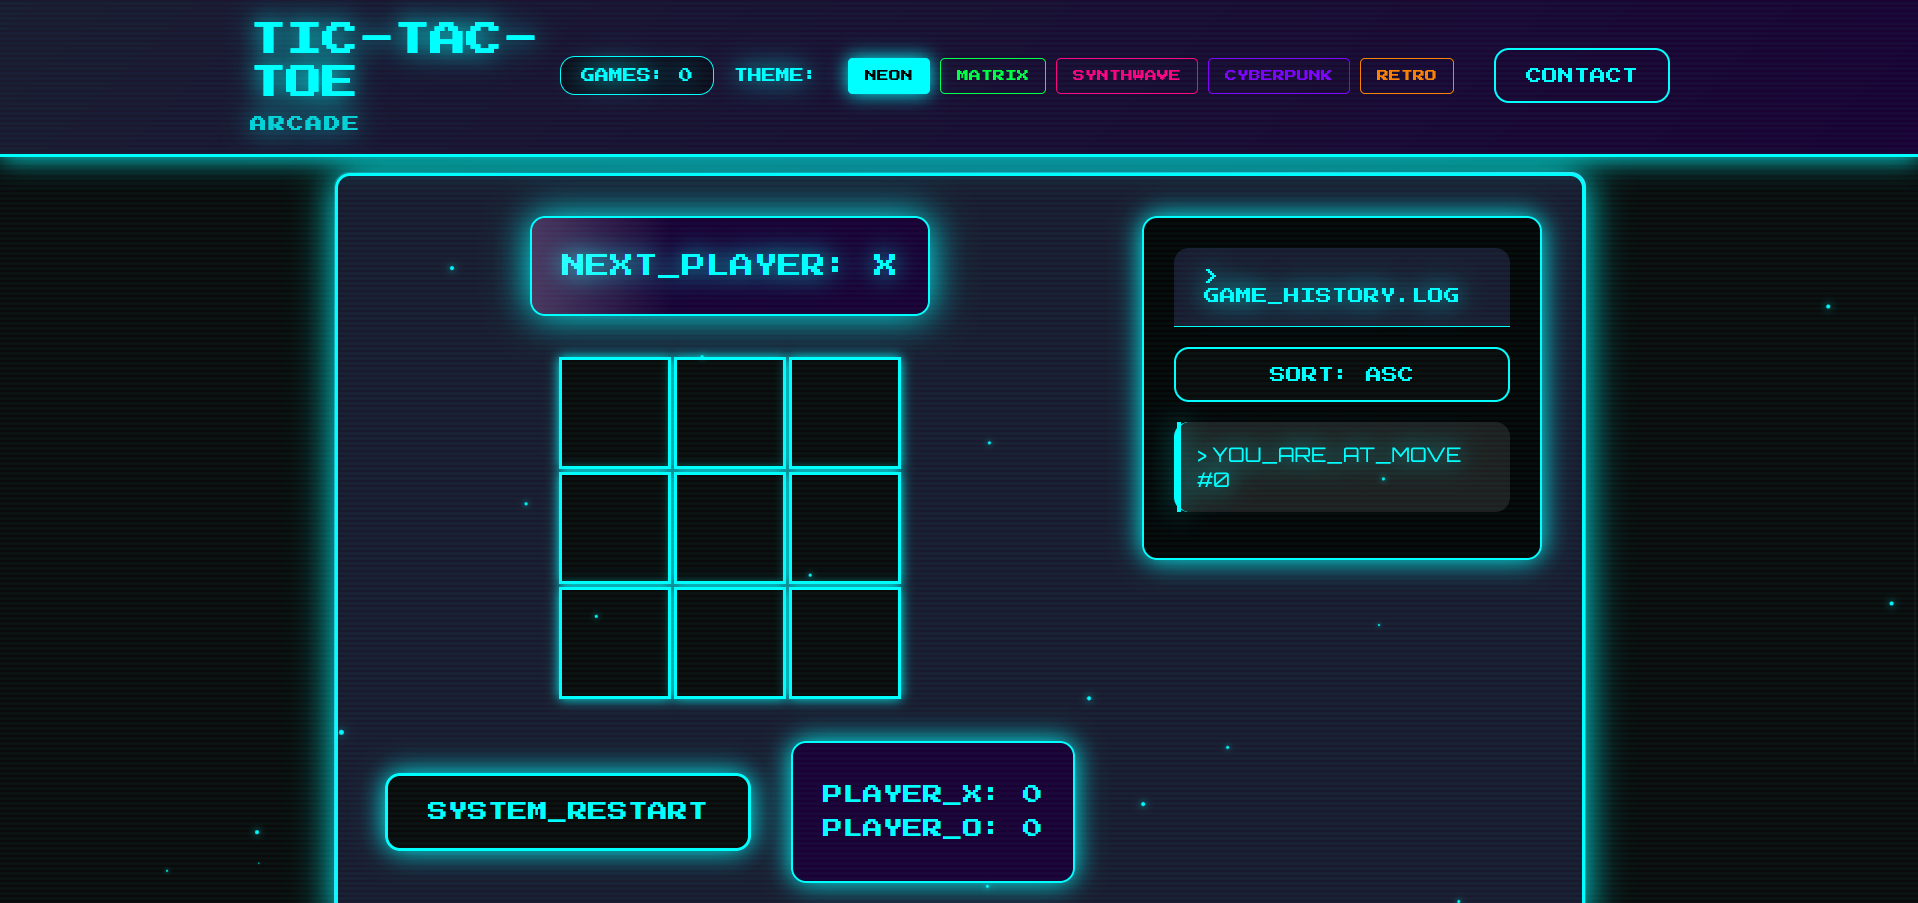 TIC-TAC-
TOE
ARCADE
GAMES: 0
THEME:
NEON
MATRIX
SYNTHWAVE
CYBERPUNK
RETRO
CONTACT
NEXT_PLAYER: X
>
GAME_HISTORY.LOG
SORT: ASC
> YOU_ARE_AT_MOVE
#0
SYSTEM_RESTART
PLAYER_X: 0
PLAYER_O: 0